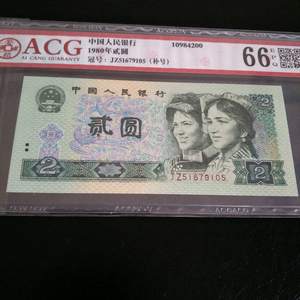 ACG
AI CANG GUARANTY
中国人民银行
1980年贰圆
冠号：JZ51679105（补号）
10984200
66 E
P
Q
中国人民银行
贰圆
2
2
JZ51679105